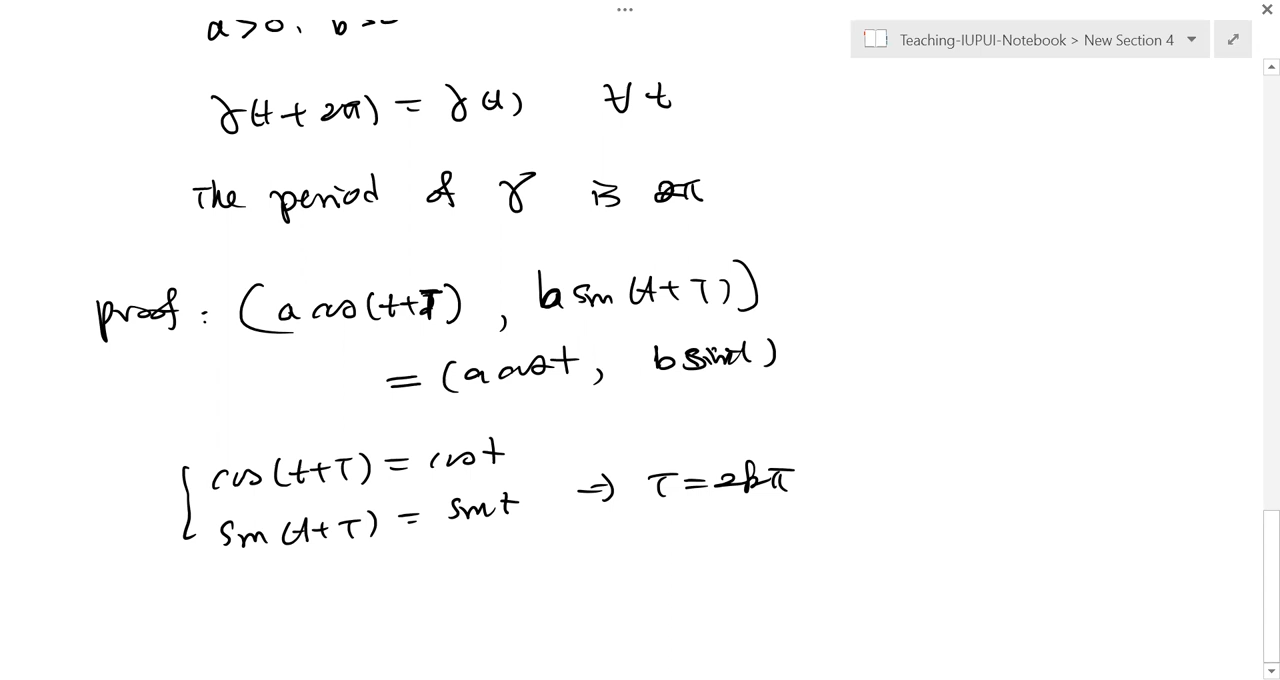 Teaching-IUPUI-Notebook > New Section 4
a > 0, b
γ(t + 2π) = γ(t) ∀ t
The period of γ is 2π
proof : (a cos(t+T), b sin(t+T))
= (a cos t, b sin t)
cos(t+T) = cos t
sin(t+T) = sin t ⇒ T = 2kπ